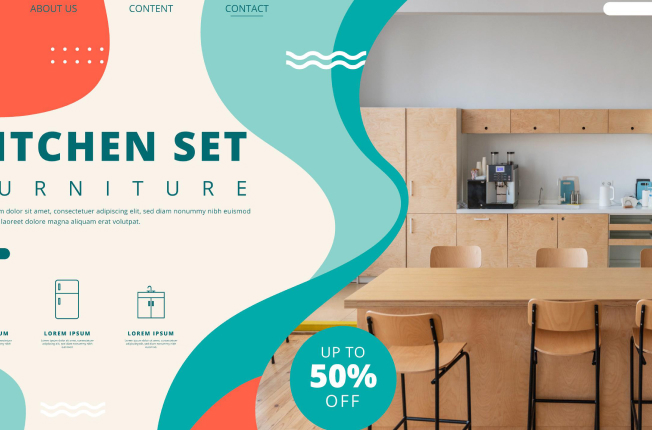 ABOUT US
CONTENT
CONTACT
ITCHEN SET
URNITURE
m dolor sit amet, consectetuer adipiscing elit, sed diam nonummy nibh euismod
laoreet dolore magna aliquam erat volutpat.
UM
LOREM IPSUM
LOREM IPSUM
UP TO
50%
OFF